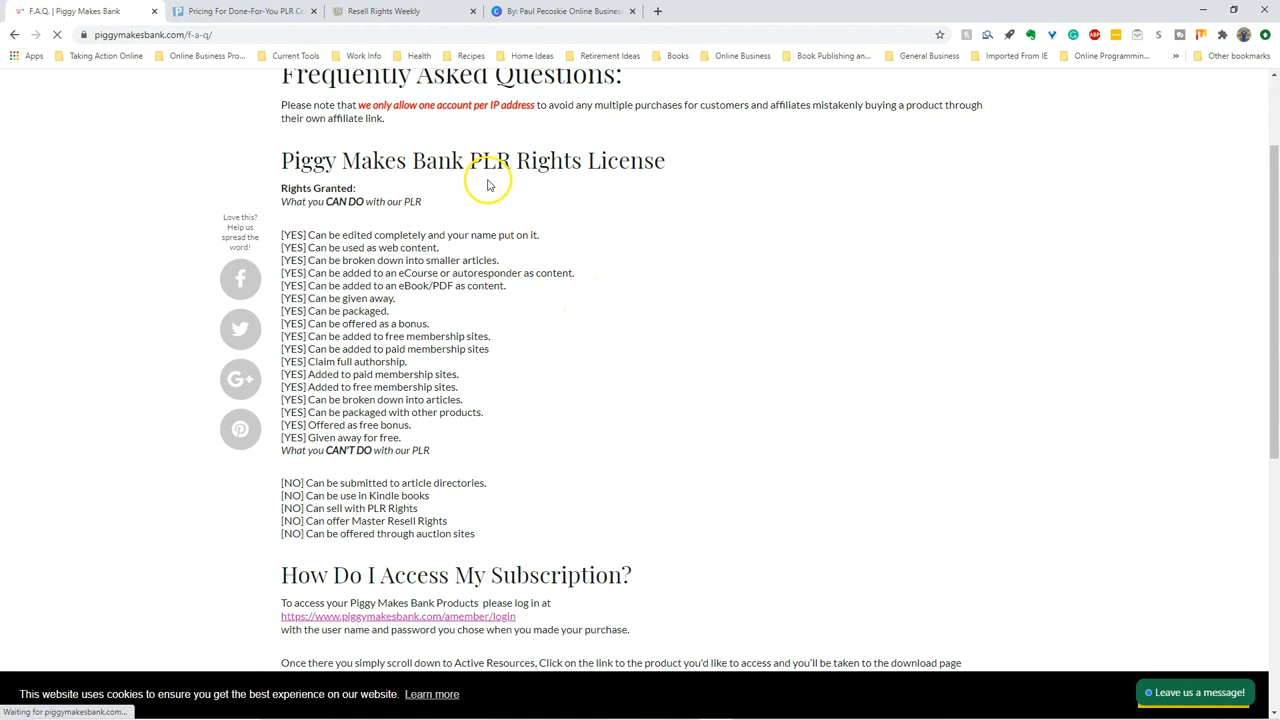 F.A.Q. | Piggy Makes Bank
Pricing For Done-For-You PLR Co
Resell Rights Weekly
By: Paul Pecoskie Online Busines
piggymakesbank.com/f-a-q/
Apps
Taking Action Online
Online Business Pro...
Current Tools
Work Info
Health
Recipes
Home Ideas
Retirement Ideas
Books
Online Business
Book Publishing an...
General Business
Imported From IE
Online Programmin...
Other bookmarks
Frequently Asked Questions:
Please note that we only allow one account per IP address to avoid any multiple purchases for customers and affiliates mistakenly buying a product through
their own affiliate link.
Piggy Makes Bank PLR Rights License
Rights Granted:
What you CAN DO with our PLR
Love this?
Help us
spread the
word!
[YES] Can be edited completely and your name put on it.
[YES] Can be used as web content.
[YES] Can be broken down into smaller articles.
[YES] Can be added to an eCourse or autoresponder as content.
[YES] Can be added to an eBook/PDF as content.
[YES] Can be given away.
[YES] Can be packaged.
[YES] Can be offered as a bonus.
[YES] Can be added to free membership sites.
[YES] Can be added to paid membership sites
[YES] Claim full authorship.
[YES] Added to paid membership sites.
[YES] Added to free membership sites.
[YES] Can be broken down into articles.
[YES] Can be packaged with other products.
[YES] Offered as free bonus.
[YES] Given away for free.
What you CAN'T DO with our PLR
[NO] Can be submitted to article directories.
[NO] Can be use in Kindle books
[NO] Can sell with PLR Rights
[NO] Can offer Master Resell Rights
[NO] Can be offered through auction sites
How Do I Access My Subscription?
To access your Piggy Makes Bank Products please log in at
https://www.piggymakesbank.com/amember/login
with the user name and password you chose when you made your purchase.
Once there you simply scroll down to Active Resources, Click on the link to the product you'd like to access and you'll be taken to the download page
This website uses cookies to ensure you get the best experience on our website. Learn more
Leave us a message!
Waiting for piggymakesbank.com...